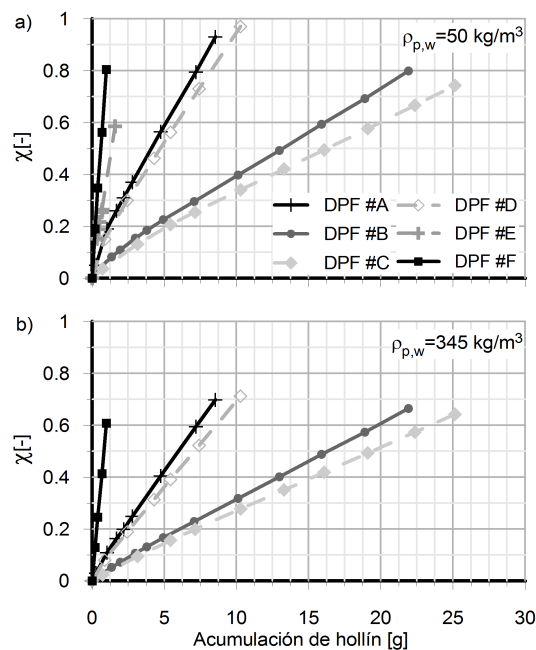 a)
ρp,w=50 kg/m³
1
0.8
0.6
0.4
0.2
0
χ[-]
DPF #A
DPF #D
DPF #B
DPF #E
DPF #C
DPF #F
b)
ρp,w=345 kg/m³
1
0.8
0.6
0.4
0.2
0
χ[-]
0 5 10 15 20 25 30
Acumulación de hollín [g]